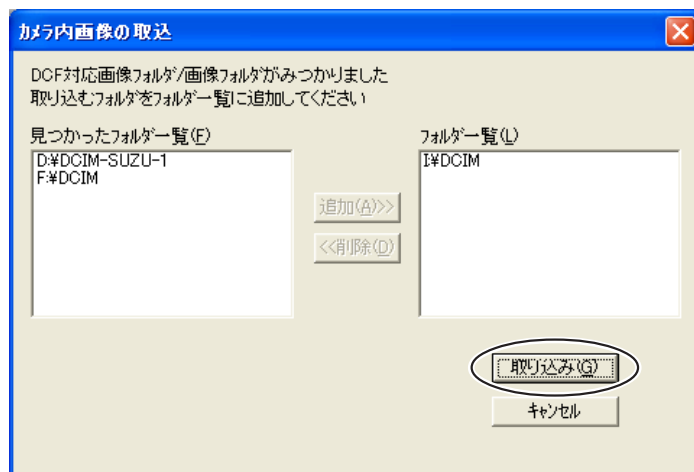 カメラ内画像の取込
DCF対応画像フォルダ/画像フォルダがみつかりました
取り込むフォルダをフォルダ一覧に追加してください
見つかったフォルダ一覧(F)
D:¥DCIM-SUZU-1
F:¥DCIM
追加(A)>>
<<削除(D)
フォルダ一覧(L)
I:¥DCIM
取り込み(G)
キャンセル